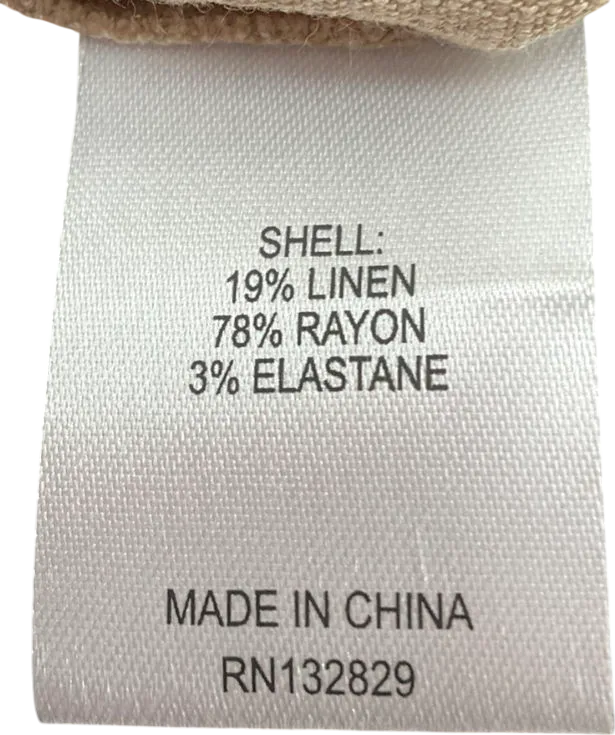 SHELL:
19% LINEN
78% RAYON
3% ELASTANE
MADE IN CHINA
RN132829